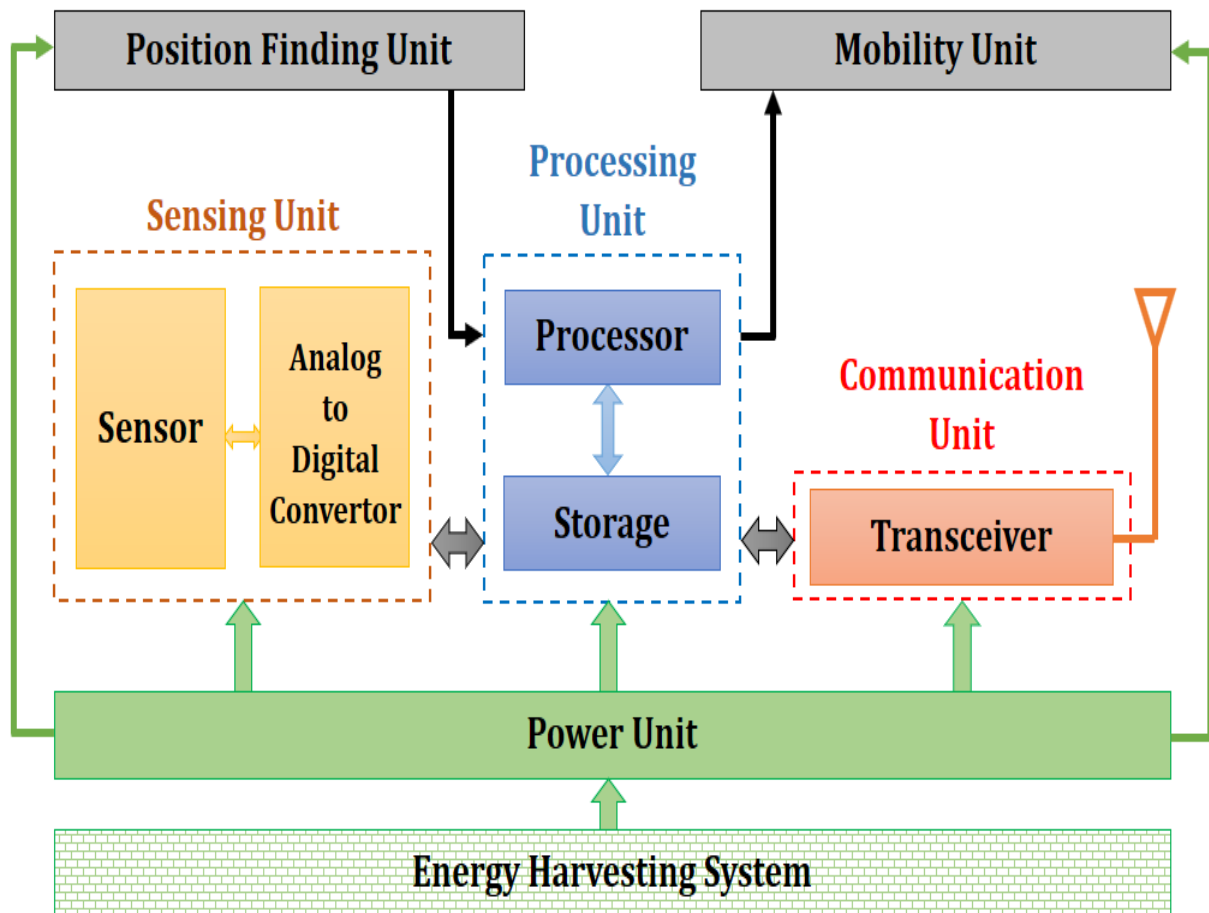 Position Finding Unit
Mobility Unit
Processing
Unit
Sensing Unit
Sensor
Analog
to
Digital
Convertor
Processor
Storage
Communication
Unit
Transceiver
Power Unit
Energy Harvesting System